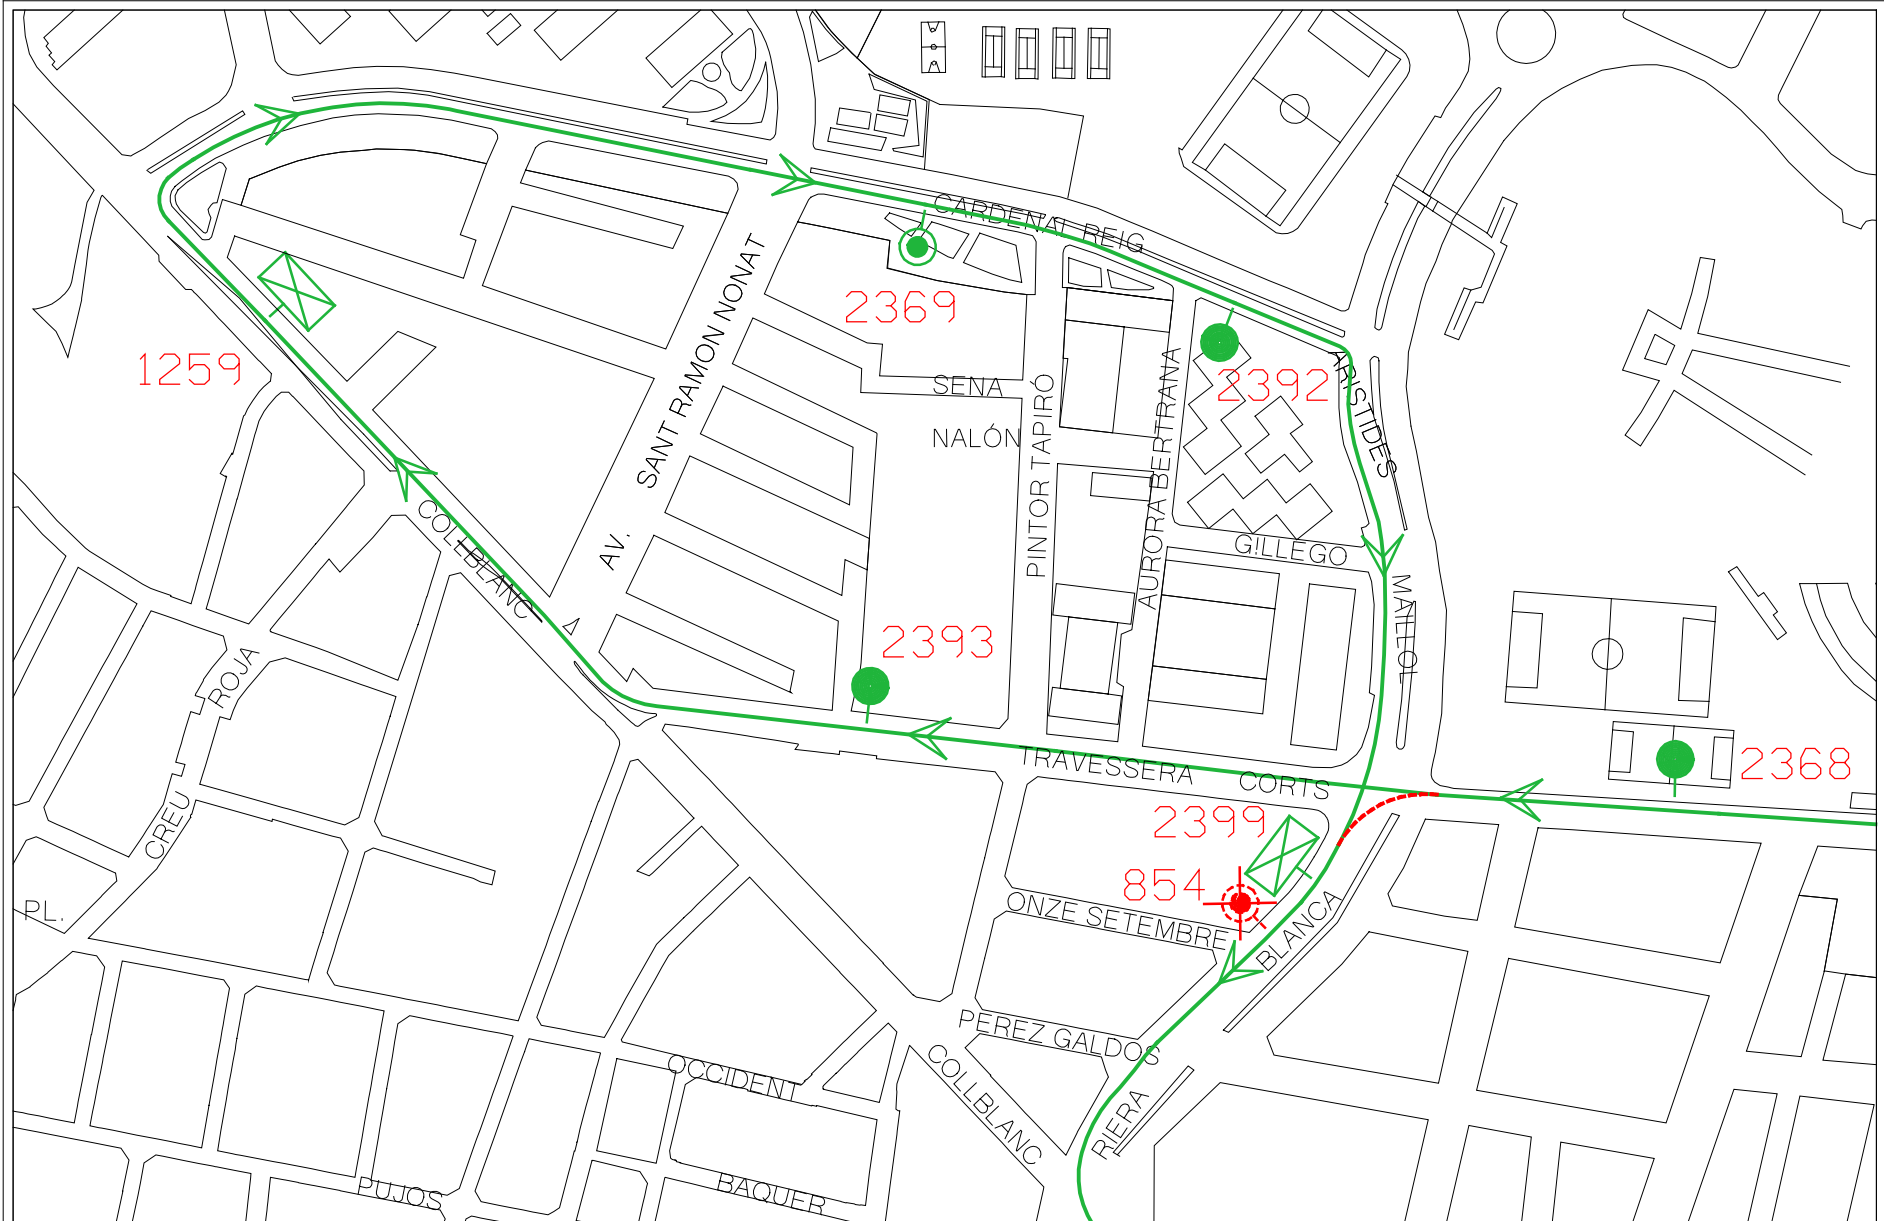 CARDENAL REIG
2369
1259
SANT RAMON NONAT
AV.
SENA
NALÓN
PINTOR TAPIRÓ
AURORA BERTRANA
2392
ARISTIDES
MAILLOL
GILLEGO
COLLBLANC
2393
ROJA
CREU
PL.
TRAVESSERA
CORTS
2368
2399
854
ONZE SETEMBRE
BLANCA
PEREZ GALDOS
COLLBLANC
RIERA
OCCIDENT
PUJOS
BAQUER